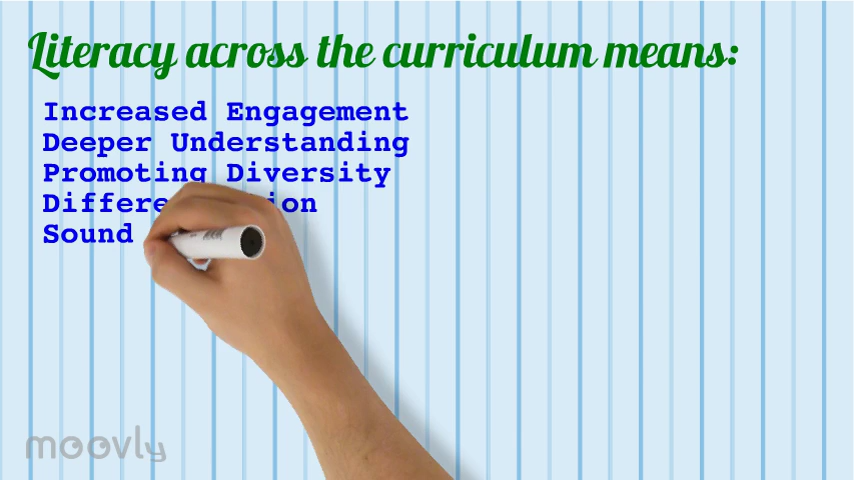 Literacy across the curriculum means:
Increased Engagement
Deeper Understanding
Promoting Diversity
Sound
moovly